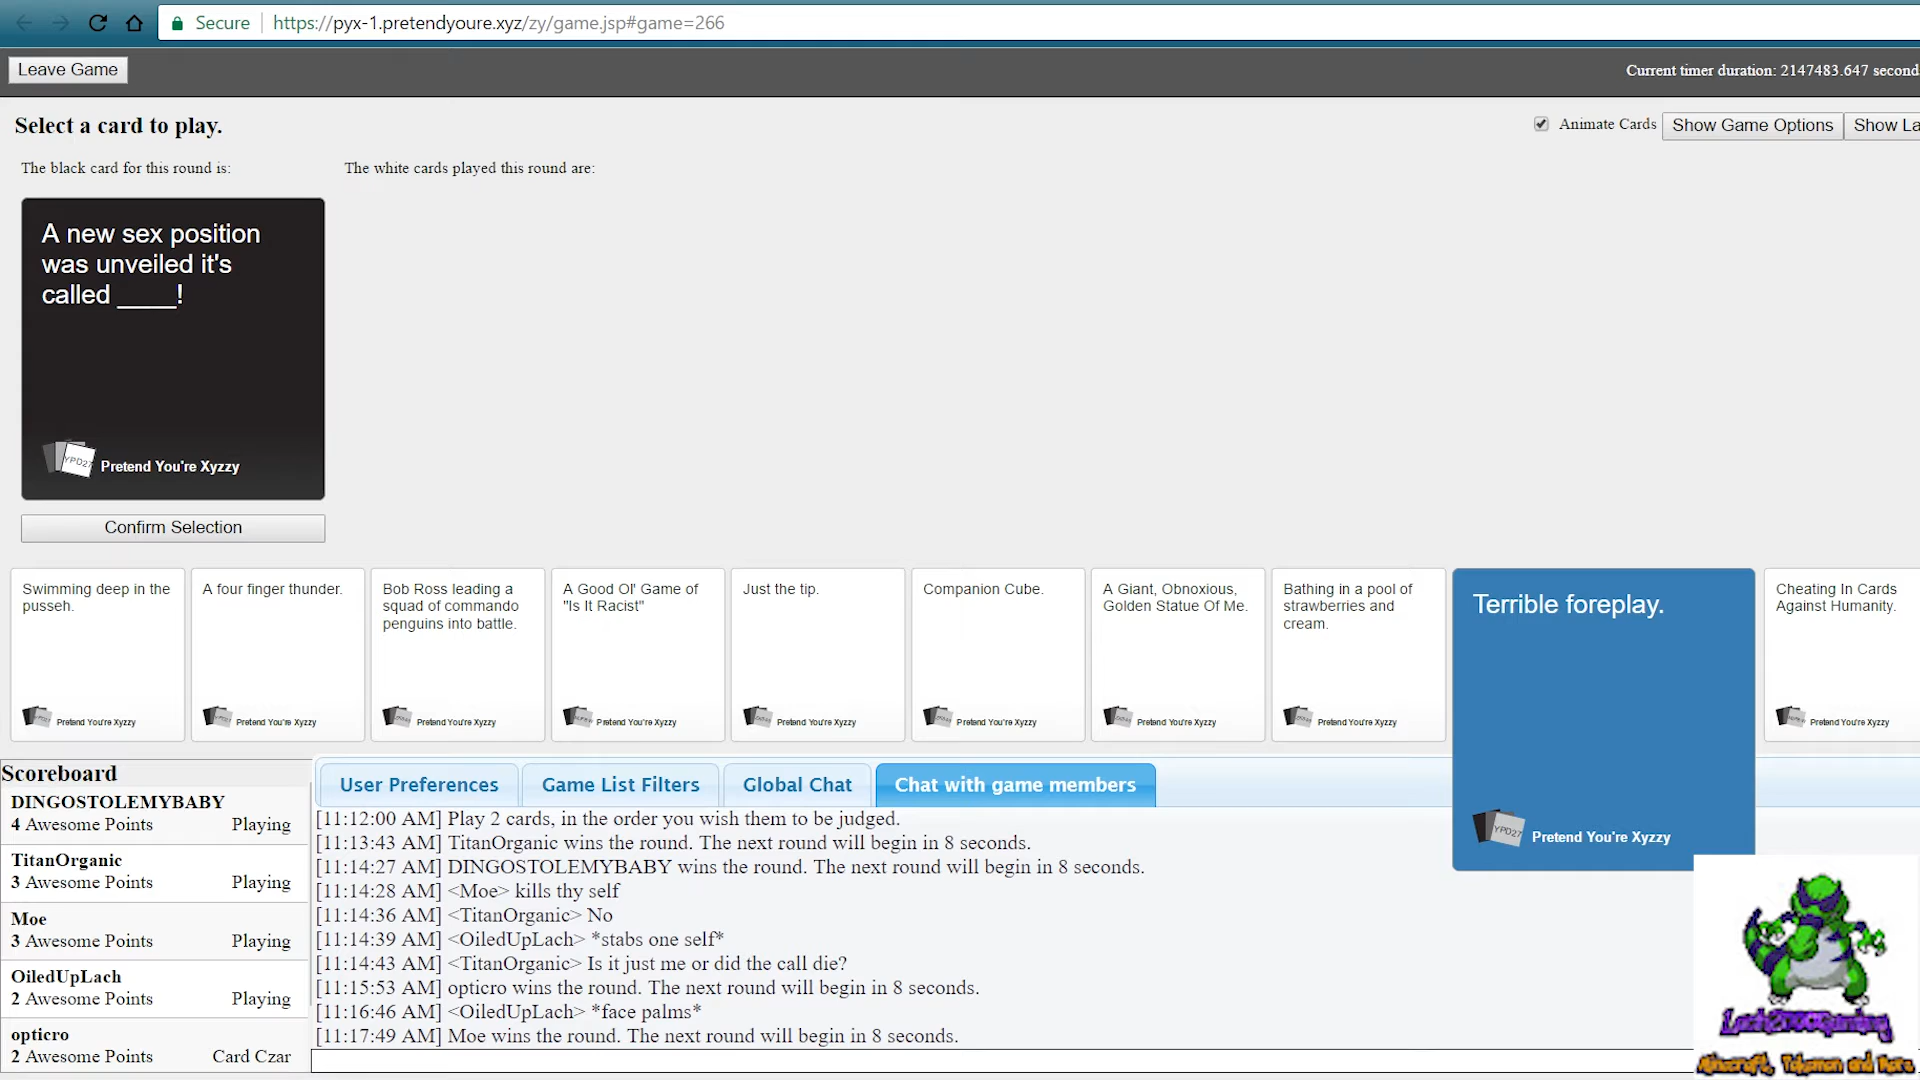 Secure https://pyx-1.pretendyoure.xyz/zy/game.jsp#game=266
Leave Game
Current timer duration: 2147483.647 second
Select a card to play.
Animate Cards
Show Game Options
Show La
The black card for this round is:
The white cards played this round are:
A new sex position
was unveiled it's
called ____!
YPD27
Pretend You're Xyzzy
Confirm Selection
Swimming deep in the
pusseh.
Pretend You're Xyzzy
A four finger thunder.
Pretend You're Xyzzy
Bob Ross leading a
squad of commando
penguins into battle.
Pretend You're Xyzzy
A Good Ol' Game of
"Is It Racist"
Pretend You're Xyzzy
Just the tip.
Pretend You're Xyzzy
Companion Cube.
Pretend You're Xyzzy
A Giant, Obnoxious,
Golden Statue Of Me.
Pretend You're Xyzzy
Bathing in a pool of
strawberries and
cream.
Pretend You're Xyzzy
Terrible foreplay.
YPD27
Pretend You're Xyzzy
Cheating In Cards
Against Humanity.
Pretend You're Xyzzy
Scoreboard
DINGOSTOLEMYBABY
4 Awesome Points Playing
TitanOrganic
3 Awesome Points Playing
Moe
3 Awesome Points Playing
OiledUpLach
2 Awesome Points Playing
opticro
2 Awesome Points Card Czar
User Preferences
Game List Filters
Global Chat
Chat with game members
[11:12:00 AM] Play 2 cards, in the order you wish them to be judged.
[11:13:43 AM] TitanOrganic wins the round. The next round will begin in 8 seconds.
[11:14:27 AM] DINGOSTOLEMYBABY wins the round. The next round will begin in 8 seconds.
[11:14:28 AM] <Moe> kills thy self
[11:14:36 AM] <TitanOrganic> No
[11:14:39 AM] <OiledUpLach> *stabs one self*
[11:14:43 AM] <TitanOrganic> Is it just me or did the call die?
[11:15:53 AM] opticro wins the round. The next round will begin in 8 seconds.
[11:16:46 AM] <OiledUpLach> *face palms*
[11:17:49 AM] Moe wins the round. The next round will begin in 8 seconds.
Minecraft, Pokemon and More